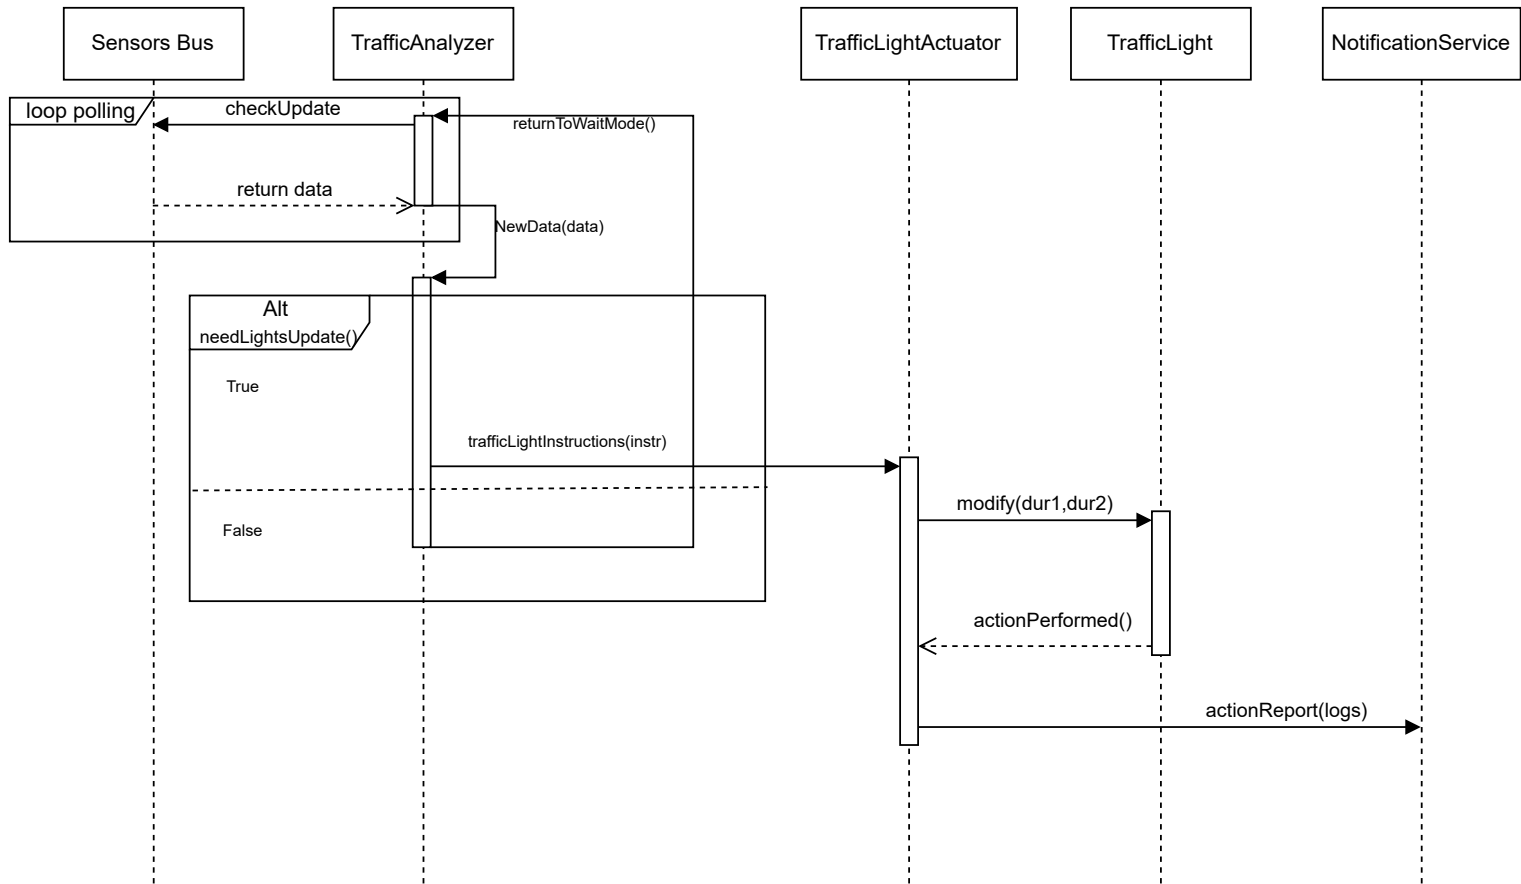 Sensors Bus
TrafficAnalyzer
TrafficLightActuator
TrafficLight
NotificationService
loop polling
checkUpdate
returnToWaitMode()
return data
NewData(data)
Alt
needLightsUpdate()
True
trafficLightInstructions(instr)
modify(dur1,dur2)
False
actionPerformed()
actionReport(logs)